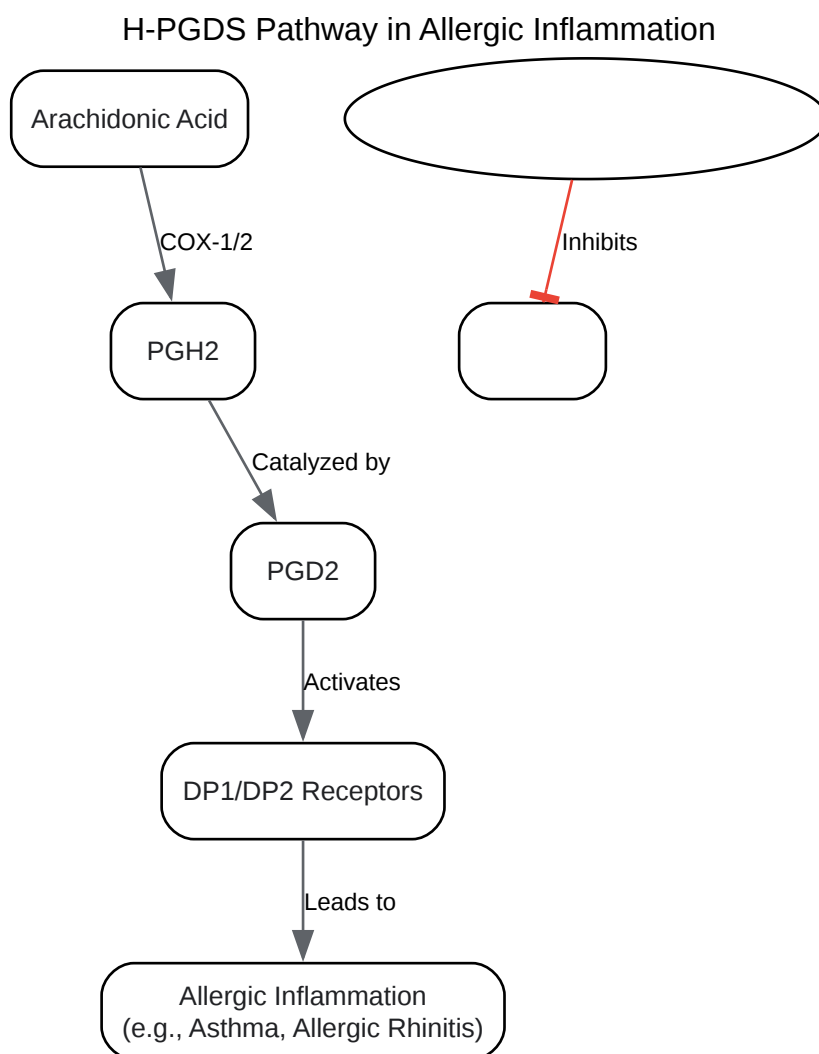 H-PGDS Pathway in Allergic Inflammation
Arachidonic Acid
COX-1/2
Inhibits
PGH2
Catalyzed by
PGD2
Activates
DP1/DP2 Receptors
Leads to
Allergic Inflammation
(e.g., Asthma, Allergic Rhinitis)